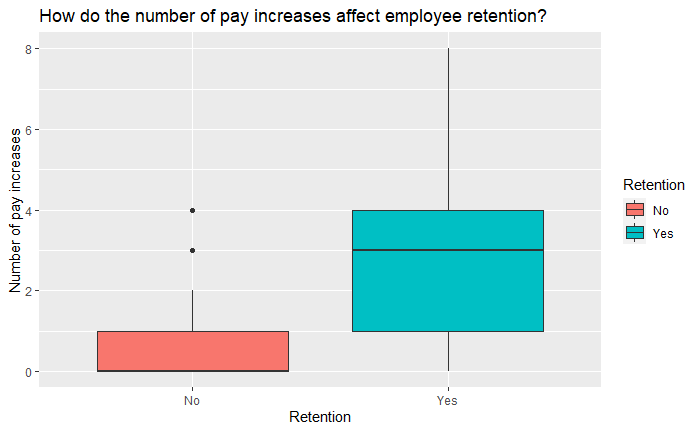 How do the number of pay increases affect employee retention?
Number of pay increases
8
6
4
2
0
No
Yes
Retention
Retention
No
Yes